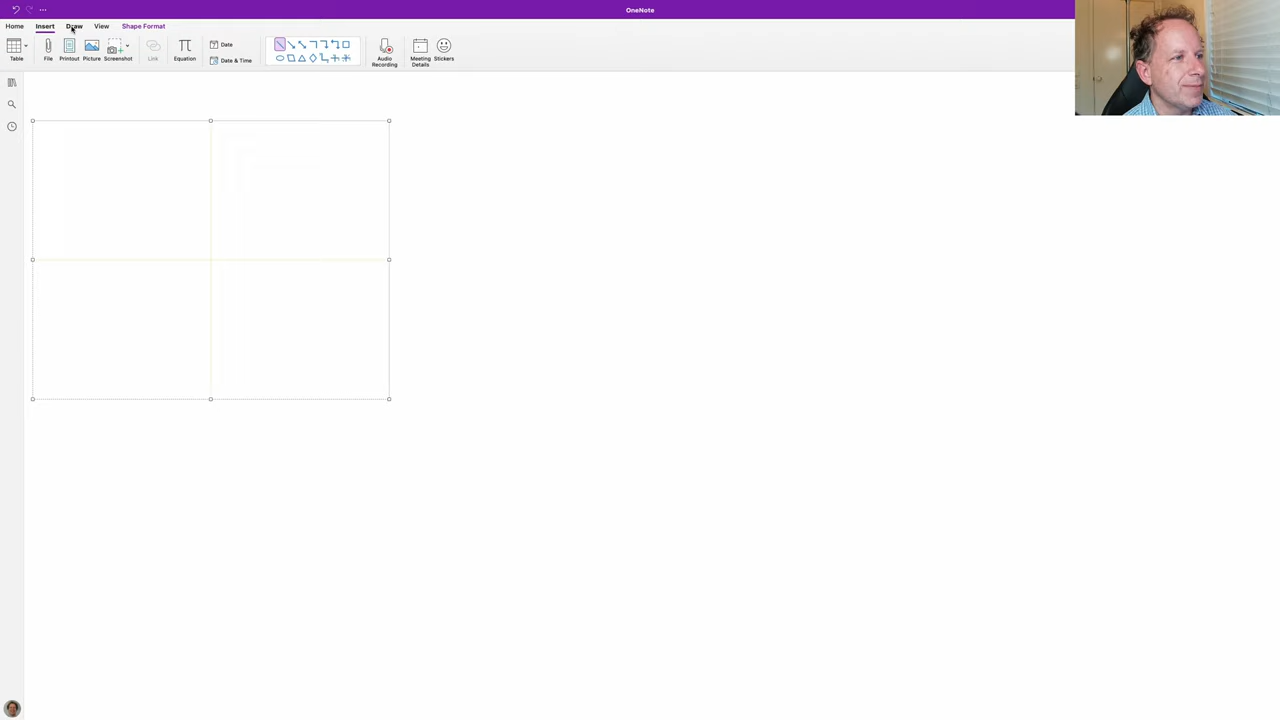 OneNote
Home Insert Draw View Shape Format
Table File Printout Picture Screenshot Link Equation Date Date & Time Audio Recording Meeting Details Stickers